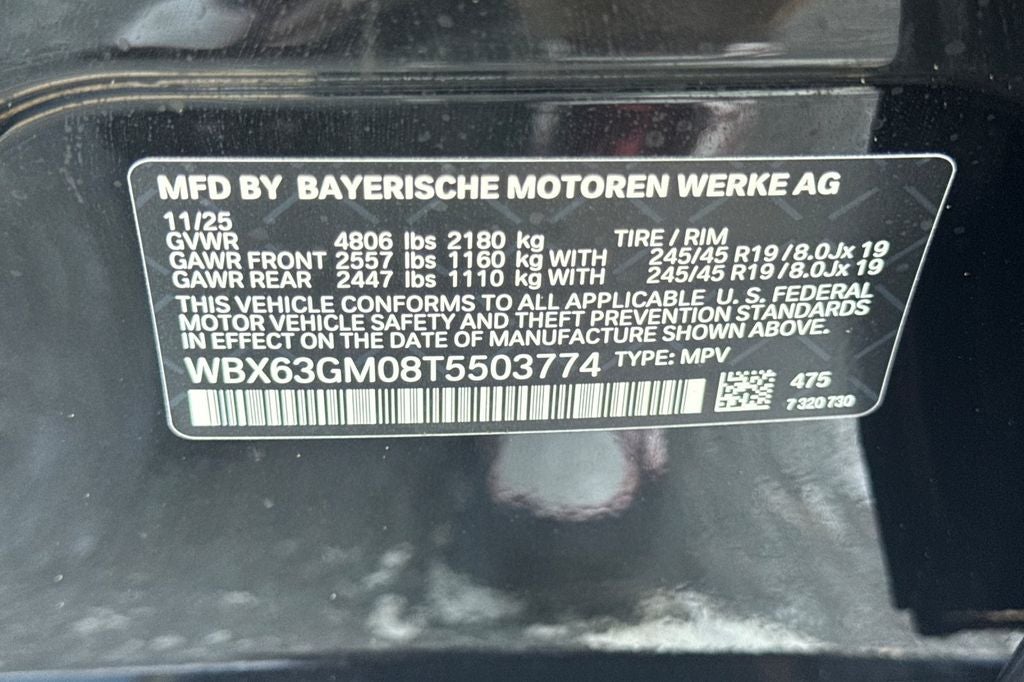 MFD BY BAYERISCHE MOTOREN WERKE AG
11/25
GVWR 4806 lbs 2180 kg TIRE / RIM
GAWR FRONT 2557 lbs 1160 kg WITH 245/45 R19 / 8.0Jx 19
GAWR REAR 2447 lbs 1110 kg WITH 245/45 R19 / 8.0Jx 19
THIS VEHICLE CONFORMS TO ALL APPLICABLE U. S. FEDERAL
MOTOR VEHICLE SAFETY AND THEFT PREVENTION STANDARDS
IN EFFECT ON THE DATE OF MANUFACTURE SHOWN ABOVE.
WBX63GM08T5503774 TYPE: MPV
475
7 320 730